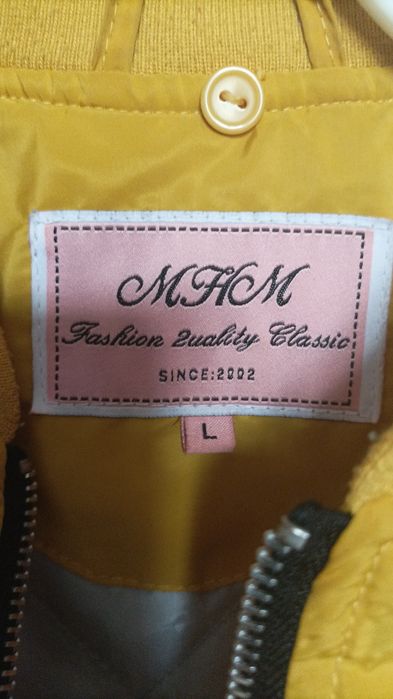 MHM
Fashion Quality Classic
SINCE:2002
L